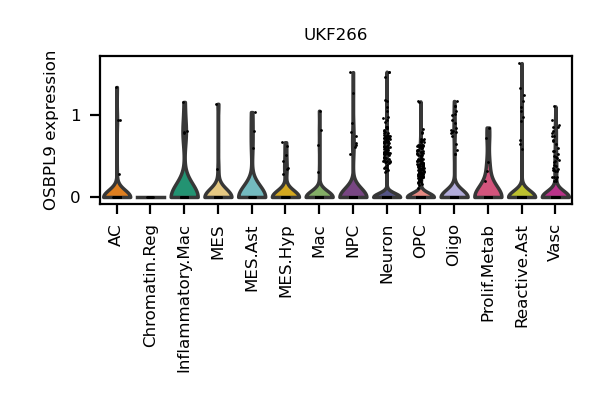 UKF266
OSBPL9 expression
1
0
AC
Chromatin.Reg
Inflammatory.Mac
MES
MES.Ast
MES.Hyp
Mac
NPC
Neuron
OPC
Oligo
Prolif.Metab
Reactive.Ast
Vasc